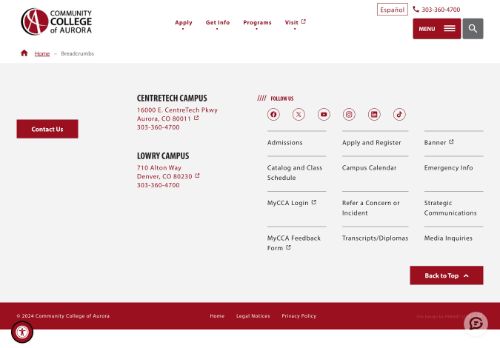 COMMUNITY
COLLEGE
of AURORA
Español
303-360-4700
Apply
Get Info
Programs
Visit
MENU
Home – Breadcrumbs
Contact Us
CENTRETECH CAMPUS
16000 E. CentreTech Pkwy
Aurora, CO 80011
303-360-4700
LOWRY CAMPUS
710 Alton Way
Denver, CO 80230
303-360-4700
//// FOLLOW US
Admissions
Apply and Register
Banner
Catalog and Class
Schedule
Campus Calendar
Emergency Info
MyCCA Login
Refer a Concern or
Incident
Strategic
Communications
MyCCA Feedback
Form
Transcripts/Diplomas
Media Inquiries
Back to Top
© 2024 Community College of Aurora
Home
Legal Notices
Privacy Policy